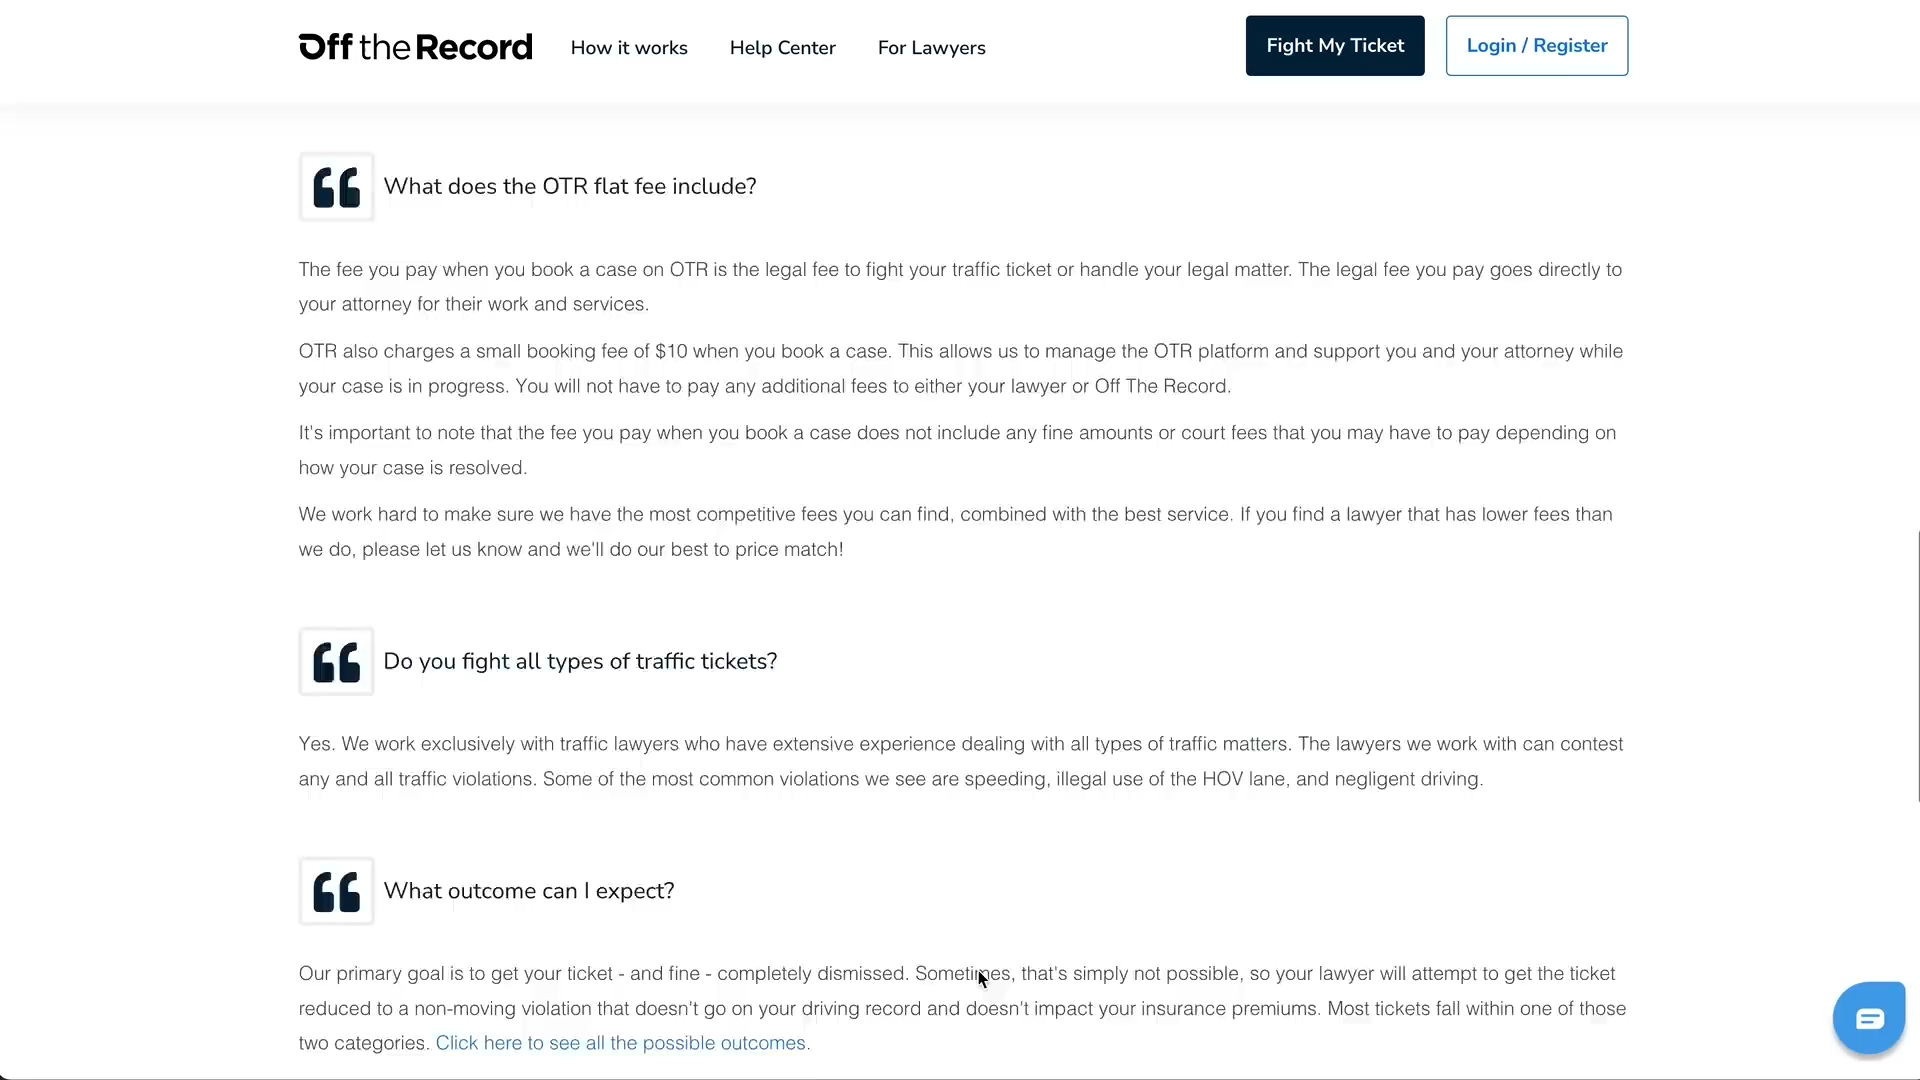 Off the Record
How it works
Help Center
For Lawyers
Fight My Ticket
Login / Register
What does the OTR flat fee include?
The fee you pay when you book a case on OTR is the legal fee to fight your traffic ticket or handle your legal matter. The legal fee you pay goes directly to
your attorney for their work and services.
OTR also charges a small booking fee of $10 when you book a case. This allows us to manage the OTR platform and support you and your attorney while
your case is in progress. You will not have to pay any additional fees to either your lawyer or Off The Record.
It's important to note that the fee you pay when you book a case does not include any fine amounts or court fees that you may have to pay depending on
how your case is resolved.
We work hard to make sure we have the most competitive fees you can find, combined with the best service. If you find a lawyer that has lower fees than
we do, please let us know and we'll do our best to price match!
Do you fight all types of traffic tickets?
Yes. We work exclusively with traffic lawyers who have extensive experience dealing with all types of traffic matters. The lawyers we work with can contest
any and all traffic violations. Some of the most common violations we see are speeding, illegal use of the HOV lane, and negligent driving.
What outcome can I expect?
Our primary goal is to get your ticket - and fine - completely dismissed. Sometimes, that's simply not possible, so your lawyer will attempt to get the ticket
reduced to a non-moving violation that doesn't go on your driving record and doesn't impact your insurance premiums. Most tickets fall within one of those
two categories. Click here to see all the possible outcomes.